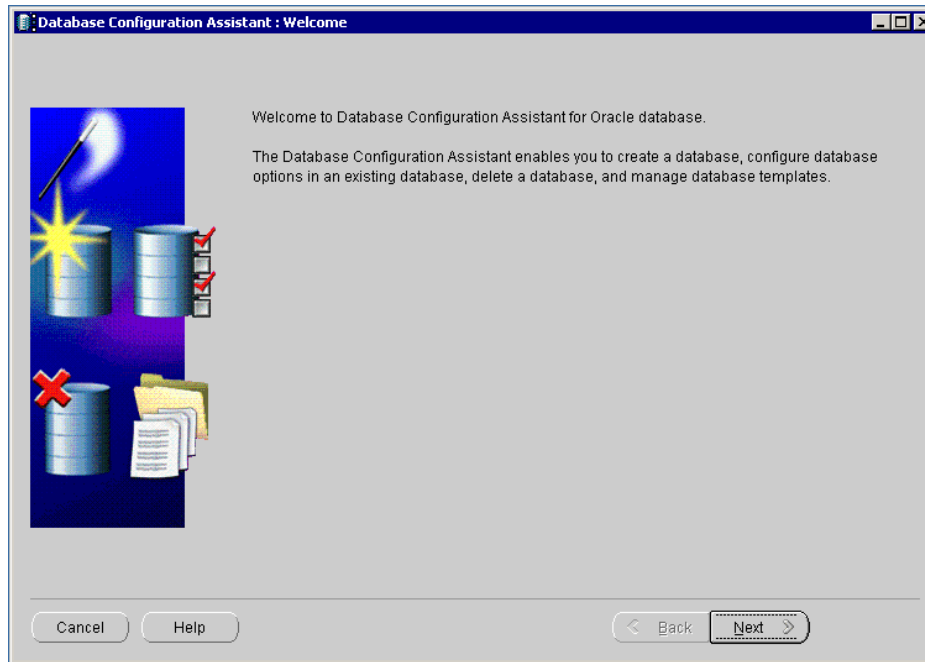 Database Configuration Assistant : Welcome
Welcome to Database Configuration Assistant for Oracle database.
The Database Configuration Assistant enables you to create a database, configure database
options in an existing database, delete a database, and manage database templates.
Cancel
Help
Back
Next